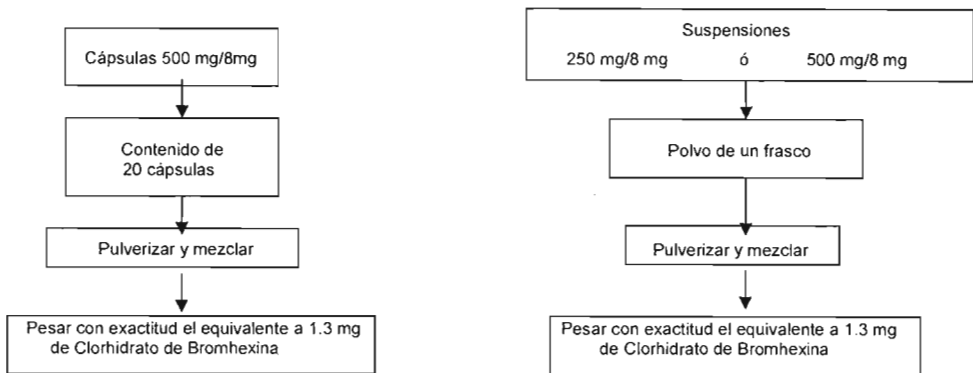 Cápsulas 500 mg/8mg
Contenido de
20 cápsulas
Pulverizar y mezclar
Pesar con exactitud el equivalente a 1.3 mg
de Clorhidrato de Bromhexina
Suspensiones
250 mg/8 mg ó 500 mg/8 mg
Polvo de un frasco
Pulverizar y mezclar
Pesar con exactitud el equivalente a 1.3 mg
de Clorhidrato de Bromhexina